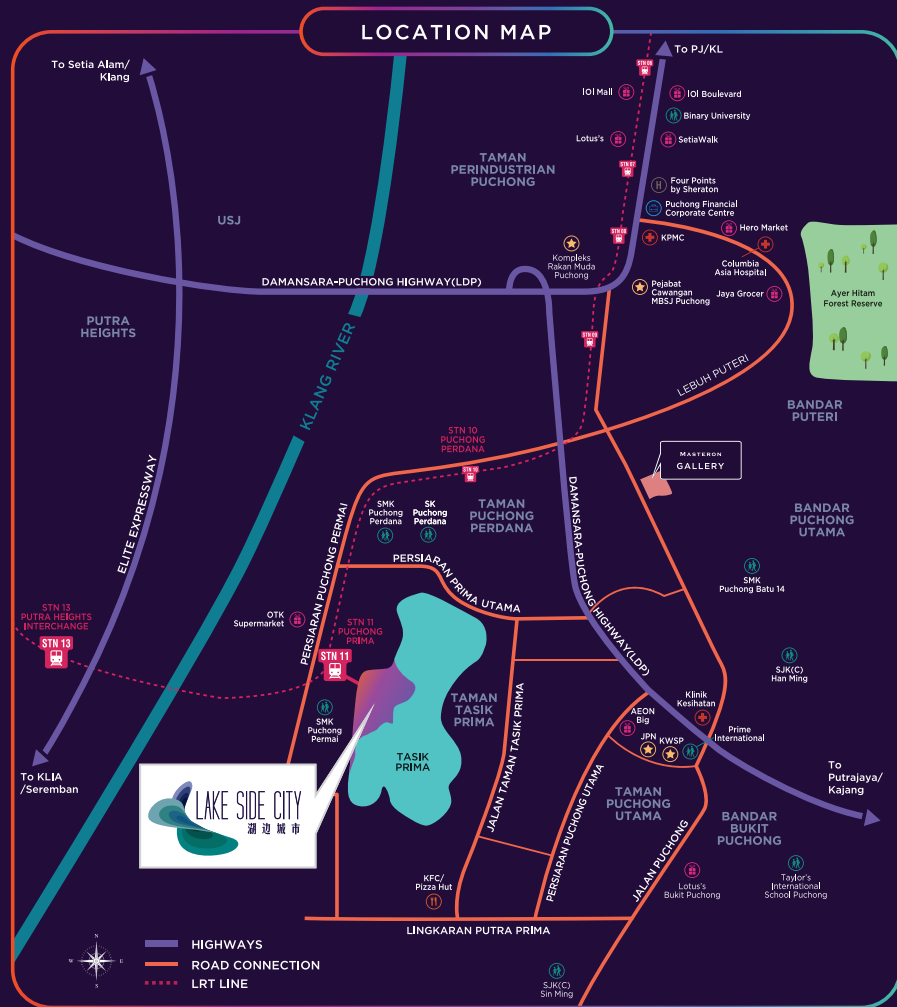 LOCATION MAP
To Setia Alam/
Klang
To PJ/KL
STN 06
IOI Mall
IOI Boulevard
Binary University
Lotus's
SetiaWalk
TAMAN
PERINDUSTRIAN
PUCHONG
STN 07
Four Points
by Sheraton
H
USJ
Puchong Financial
Corporate Centre
Hero Market
STN 08
KPMC
Kompleks
Rakan Muda
Puchong
Columbia
Asia Hospital
DAMANSARA-PUCHONG HIGHWAY(LDP)
Pejabat
Cawangan
MBSJ Puchong
Jaya Grocer
Ayer Hitam
Forest Reserve
PUTRA
HEIGHTS
KLANG RIVER
STN 09
LEBUH PUTERI
BANDAR
PUTERI
STN 10
PUCHONG
PERDANA
STN 10
MASTERON
GALLERY
ELITE EXPRESSWAY
SMK
Puchong
Perdana
SK
Puchong
Perdana
TAMAN
PUCHONG
PERDANA
DAMANSARA-PUCHONG HIGHWAY(LDP)
BANDAR
PUCHONG
UTAMA
PERSIARAN PUCHONG PERMAI
PERSIARAN PRIMA UTAMA
SMK
Puchong Batu 14
STN 13
PUTRA HEIGHTS
INTERCHANGE
STN 13
OTK
Supermarket
STN 11
PUCHONG
PRIMA
STN 11
SJK(C)
Han Ming
SMK
Puchong
Permai
TAMAN
TASIK
PRIMA
TASIK
PRIMA
JALAN TAMAN TASIK PRIMA
AEON
Big
JPN
KWSP
Klinik
Kesihatan
Prime
International
To KLIA
/Seremban
To
Putrajaya/
Kajang
LAKE SIDE CITY
湖边城市
PERSIARAN PUCHONG UTAMA
TAMAN
PUCHONG
UTAMA
JALAN PUCHONG
BANDAR
BUKIT
PUCHONG
KFC/
Pizza Hut
Lotus's
Bukit Puchong
Taylor's
International
School Puchong
LINGKARAN PUTRA PRIMA
N
W
E
S
HIGHWAYS
ROAD CONNECTION
LRT LINE
SJK(C)
Sin Ming